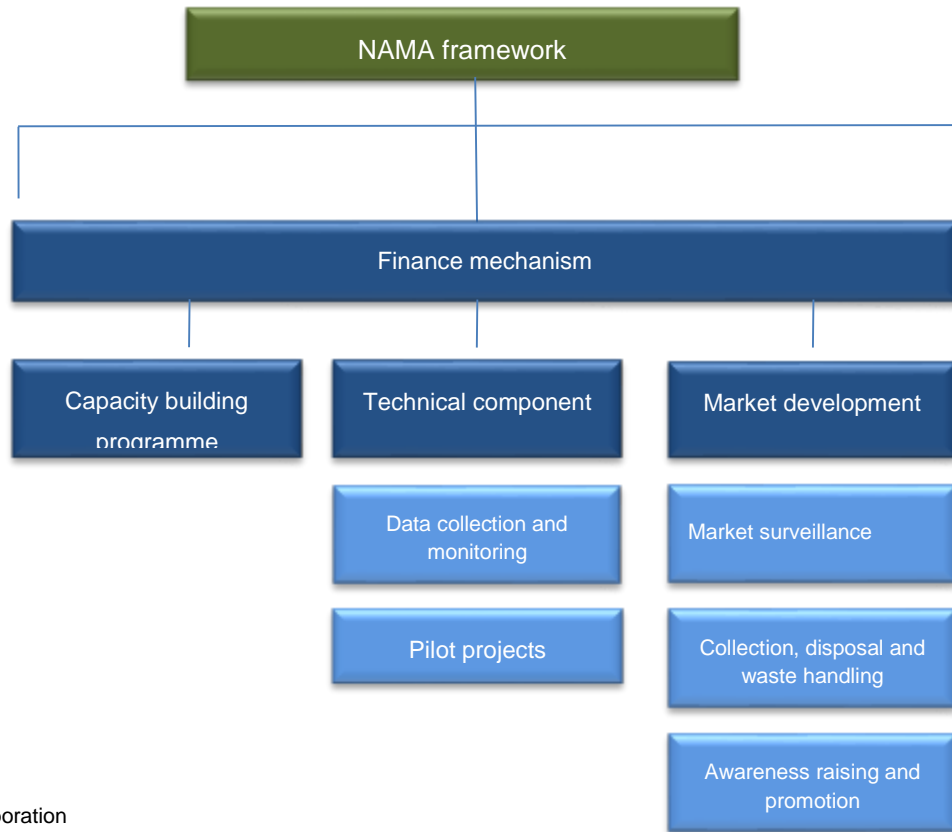 NAMA framework
Finance mechanism
Capacity building
programme
Technical component
Market development
Data collection and
monitoring
Market surveillance
Pilot projects
Collection, disposal and
waste handling
Awareness raising and
promotion
oration